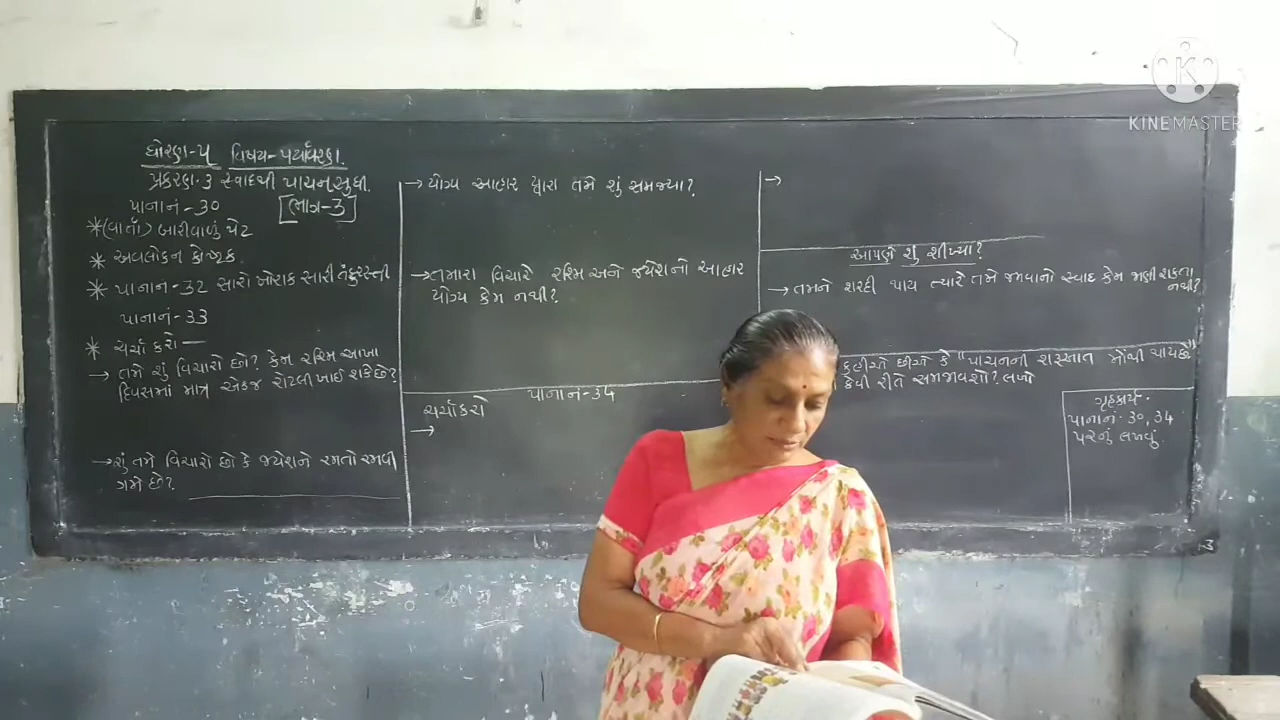 ધોરણ-૫ વિષય- પર્યાવરણ.
પ્રકરણ-૩ સ્વાદથી પાચન સુધી.
પાના નં - ૩૦ [ભાગ-૩]
* (વાર્તા) બારીવાળું પેટ
* અવલોકન કોષ્ટક
* પાના નં - ૩૨ સારો ખોરાક સારી તંદુરસ્તી
પાના નં - ૩૩
* ચર્ચા કરો —
→ તમે શું વિચારો છો? કેમ રશ્મિ આખા
દિવસમાં માત્ર એકજ રોટલી ખાઈ શકે છે?
→ શું તમે વિચારો છો કે જયેશને રમતો રમવી
ગમે છે?
→ યોગ્ય આહાર દ્વારા તમે શું સમજ્યા?
→ તમારા વિચારે રશ્મિ અને જયેશનો આહાર
યોગ્ય કેમ નથી?
પાના નં - ૩૪
ચર્ચા કરો
→
→
આપણે શું શીખ્યા?
→ તમને શરદી થાય ત્યારે તમે જમવાનો સ્વાદ કેમ માણી શકતા
નથી?
કહીએ છીએ કે "પાચનની શરૂઆત મોંથી થાય છે"
કેવી રીતે સમજાવશો? લખો
ગૃહકાર્ય.
પાના નં - ૩૦, ૩૪
પરનું લખવું
KINEMASTER